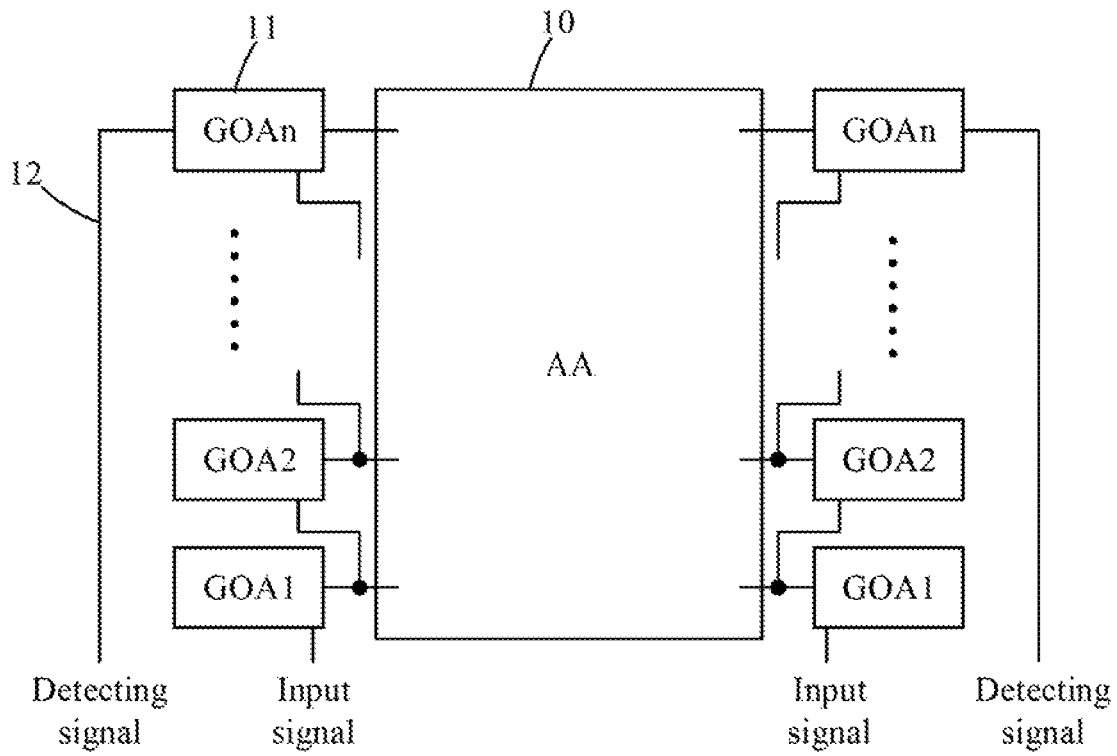 11
10
GOAn
GOAn
12
AA
GOA2
GOA2
GOA1
GOA1
Detecting
signal
Input
signal
Input
signal
Detecting
signal